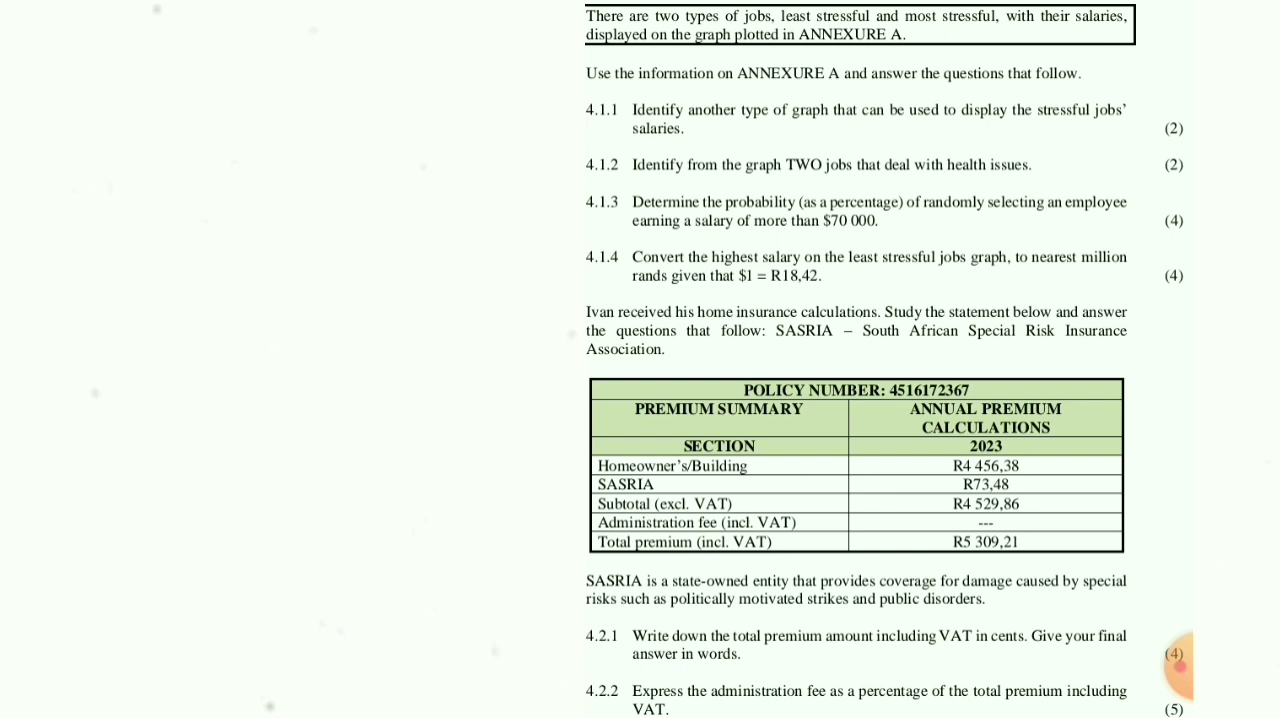 There are two types of jobs, least stressful and most stressful, with their salaries,
displayed on the graph plotted in ANNEXURE A.
Use the information on ANNEXURE A and answer the questions that follow.
4.1.1 Identify another type of graph that can be used to display the stressful jobs’
salaries. (2)
4.1.2 Identify from the graph TWO jobs that deal with health issues. (2)
4.1.3 Determine the probability (as a percentage) of randomly selecting an employee
earning a salary of more than $70 000. (4)
4.1.4 Convert the highest salary on the least stressful jobs graph, to nearest million
rands given that $1 = R18,42. (4)
Ivan received his home insurance calculations. Study the statement below and answer
the questions that follow: SASRIA – South African Special Risk Insurance
Association.
POLICY NUMBER: 4516172367
PREMIUM SUMMARY ANNUAL PREMIUM
CALCULATIONS
SECTION 2023
Homeowner’s/Building R4 456,38
SASRIA R73,48
Subtotal (excl. VAT) R4 529,86
Administration fee (incl. VAT) ---
Total premium (incl. VAT) R5 309,21
SASRIA is a state-owned entity that provides coverage for damage caused by special
risks such as politically motivated strikes and public disorders.
4.2.1 Write down the total premium amount including VAT in cents. Give your final
answer in words. (4)
4.2.2 Express the administration fee as a percentage of the total premium including
VAT. (5)